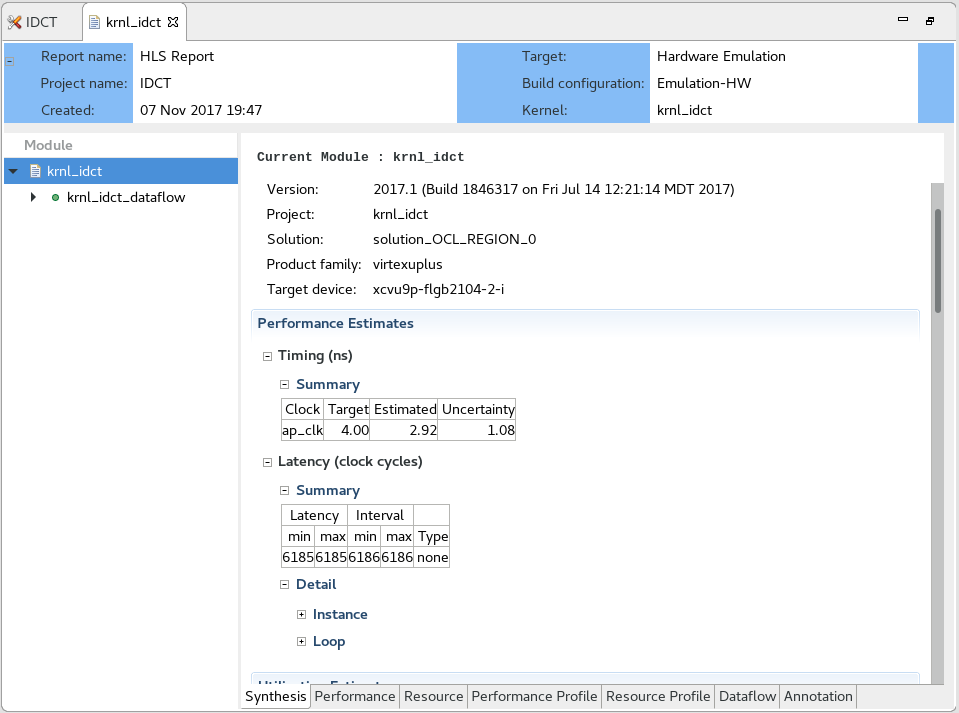 IDCT krnl_idct
Report name: HLS Report Target: Hardware Emulation
Project name: IDCT Build configuration: Emulation-HW
Created: 07 Nov 2017 19:47 Kernel: krnl_idct
Module
krnl_idct
krnl_idct_dataflow
Current Module : krnl_idct
Version: 2017.1 (Build 1846317 on Fri Jul 14 12:21:14 MDT 2017)
Project: krnl_idct
Solution: solution_OCL_REGION_0
Product family: virtexuplus
Target device: xcvu9p-flgb2104-2-i
Performance Estimates
Timing (ns)
Summary
Clock Target Estimated Uncertainty
ap_clk 4.00 2.92 1.08
Latency (clock cycles)
Summary
Latency Interval
min max min max Type
6185 6185 6186 6186 none
Detail
Instance
Loop
Synthesis Performance Resource Performance Profile Resource Profile Dataflow Annotation